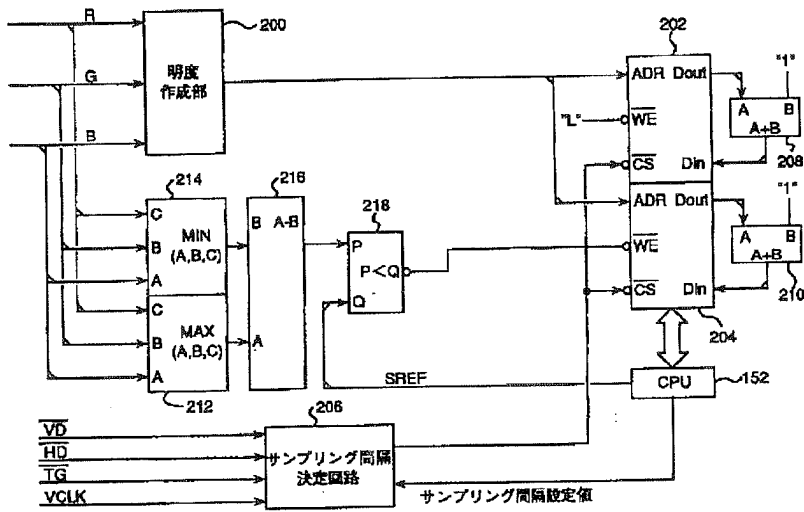 R
200
明度
作成部
G
B
202
ADR Dout
"1"
A B
A+B
208
"L"
WE
CS Din
214
216
C
B
A
MIN
(A,B,C)
B A-B
218
P
P<Q
Q
ADR Dout
"1"
A B
A+B
210
WE
CS Din
204
C
B
A
MAX
(A,B,C)
A
212
SREF
CPU
152
206
VD
HD
TG
VCLK
サンプリング間隔
決定回路
サンプリング間隔設定値